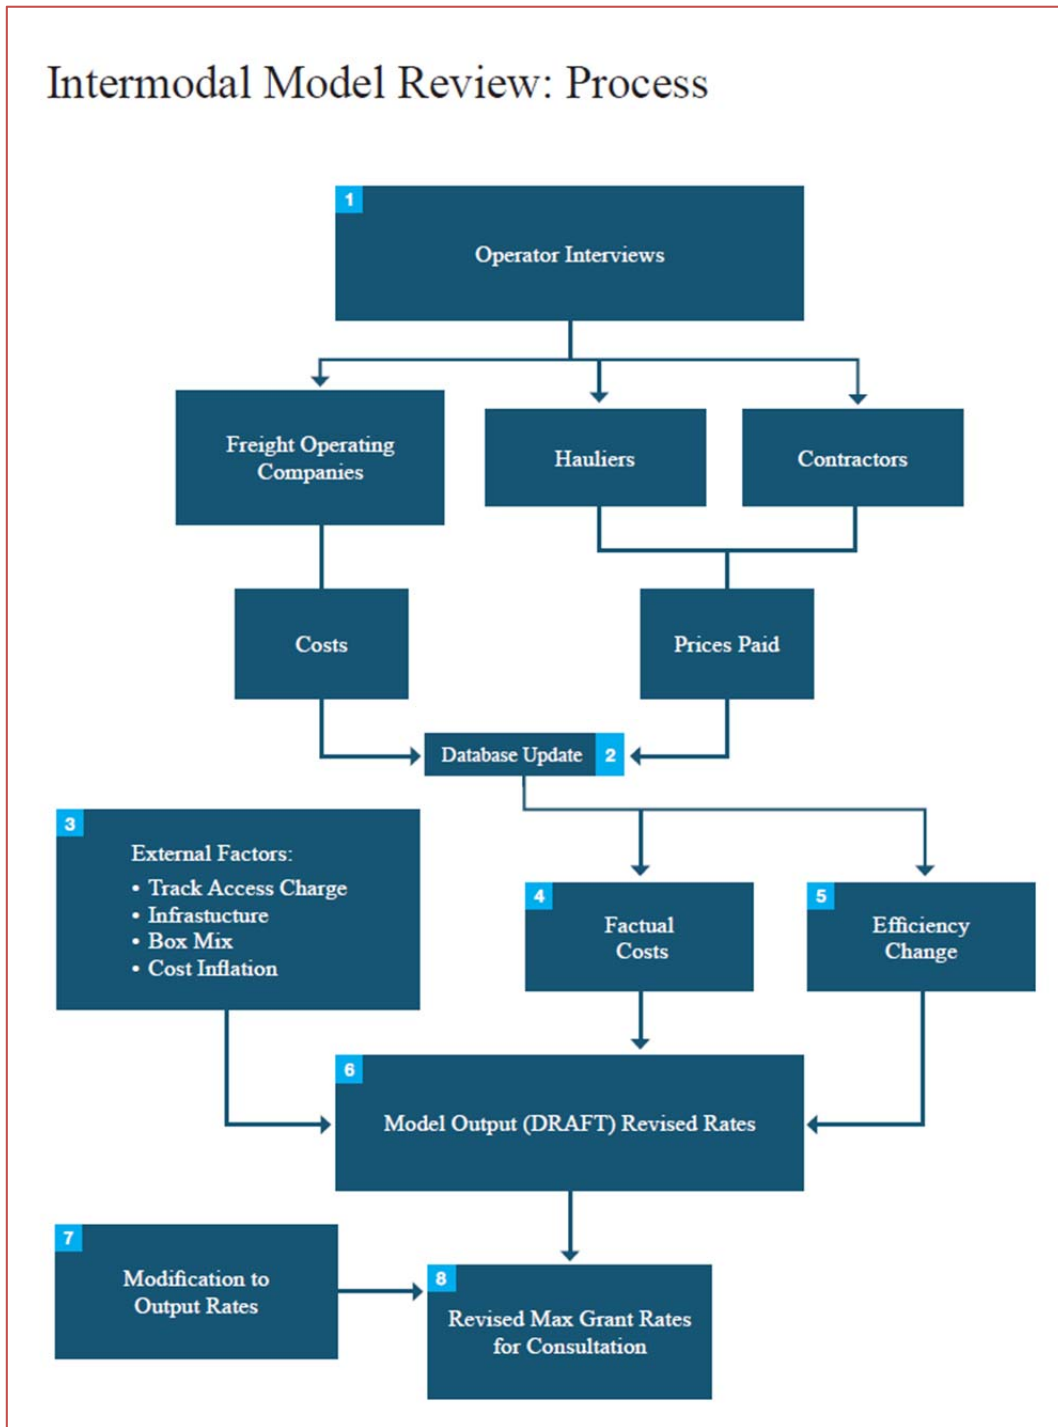 Intermodal Model Review: Process
1
Operator Interviews
Freight Operating
Companies
Hauliers
Contractors
Costs
Prices Paid
Database Update 2
3
External Factors:
• Track Access Charge
• Infrastucture
• Box Mix
• Cost Inflation
4
Factual
Costs
5
Efficiency
Change
6
Model Output (DRAFT) Revised Rates
7
Modification to
Output Rates
8
Revised Max Grant Rates
for Consultation